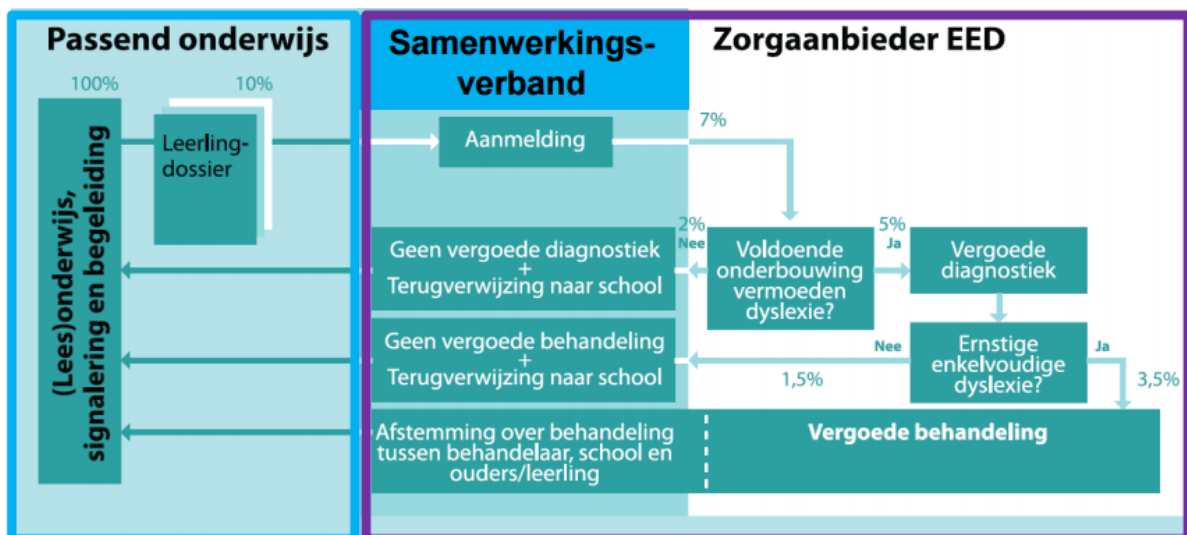 Passend onderwijs
100%
10%
(Lees)onderwijs,
signalering en begeleiding
Leerling-
dossier
Samenwerkings-
verband
Zorgaanbieder EED
Aanmelding
7%
2%
Nee
5%
Ja
Geen vergoede diagnostiek
+
Terugverwijzing naar school
Voldoende
onderbouwing
vermoeden
dyslexie?
Vergoede
diagnostiek
Geen vergoede behandeling
+
Terugverwijzing naar school
Nee
1,5%
Ernstige
enkelvoudige
dyslexie?
Ja
3,5%
Afstemming over behandeling
tussen behandelaar, school en
ouders/leerling
Vergoede behandeling